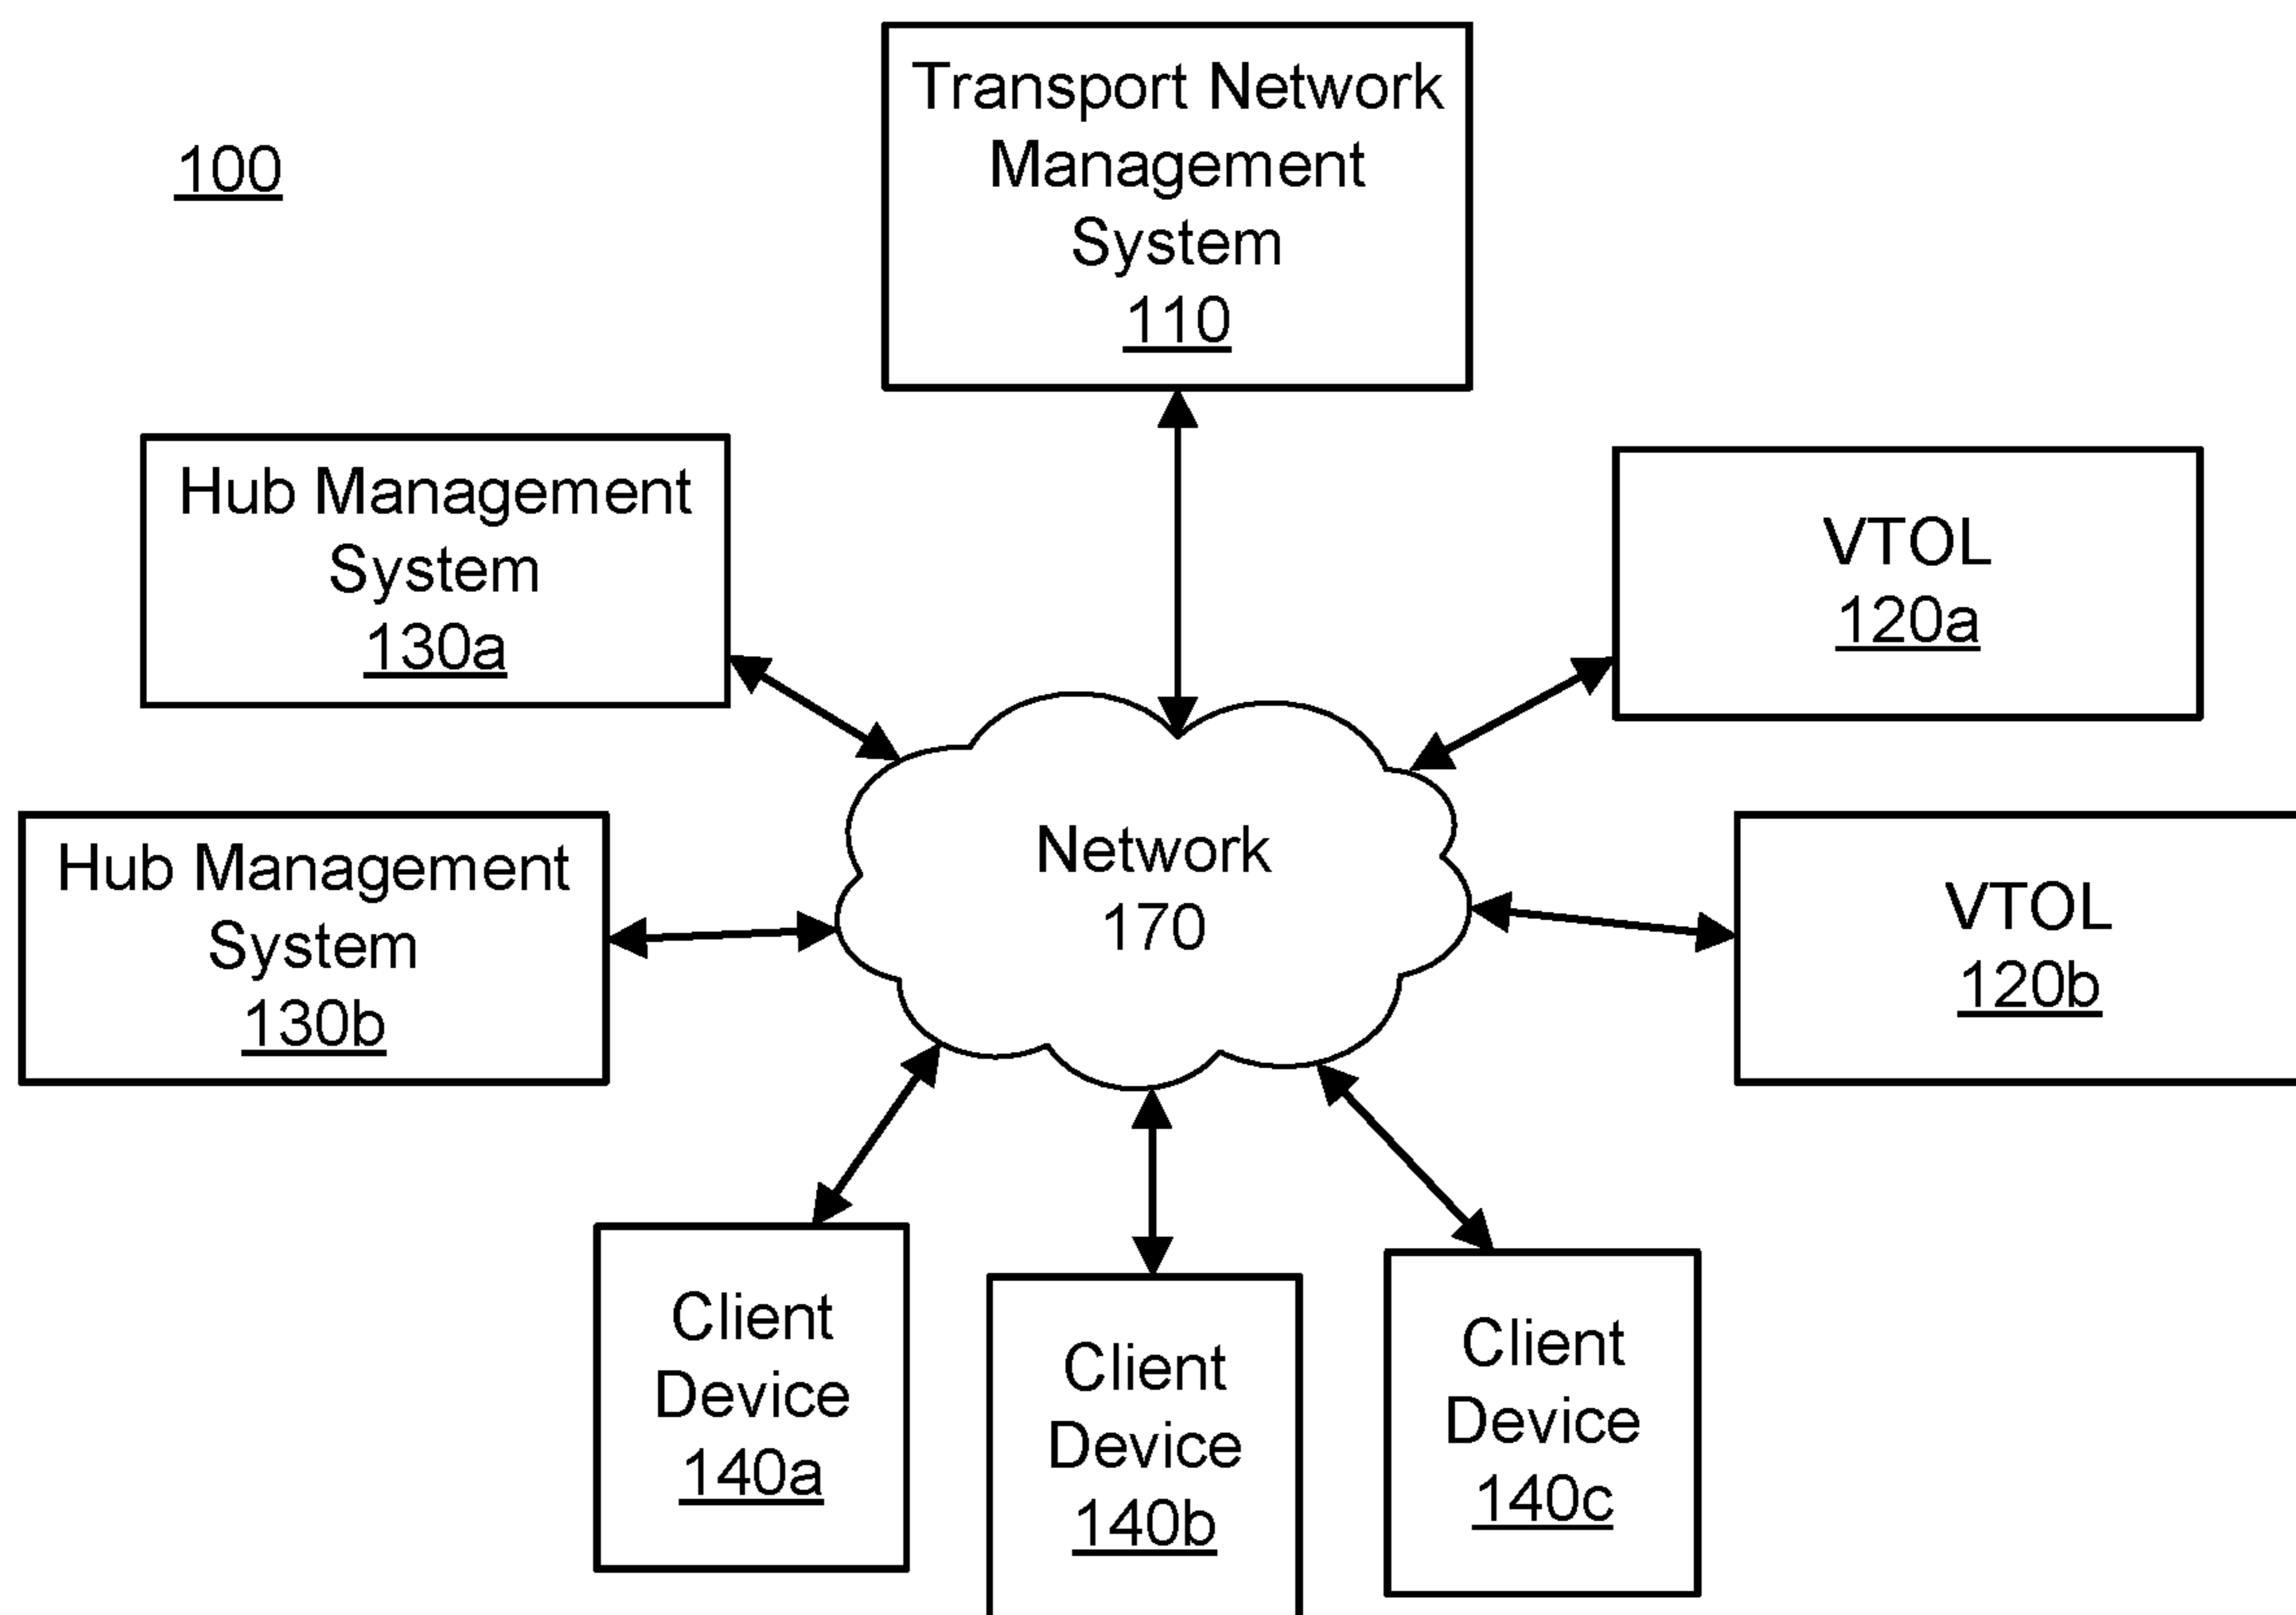 100
Transport Network
Management
System
110
Hub Management
System
130a
VTOL
120a
Hub Management
System
130b
Network
170
VTOL
120b
Client
Device
140a
Client
Device
140b
Client
Device
140c